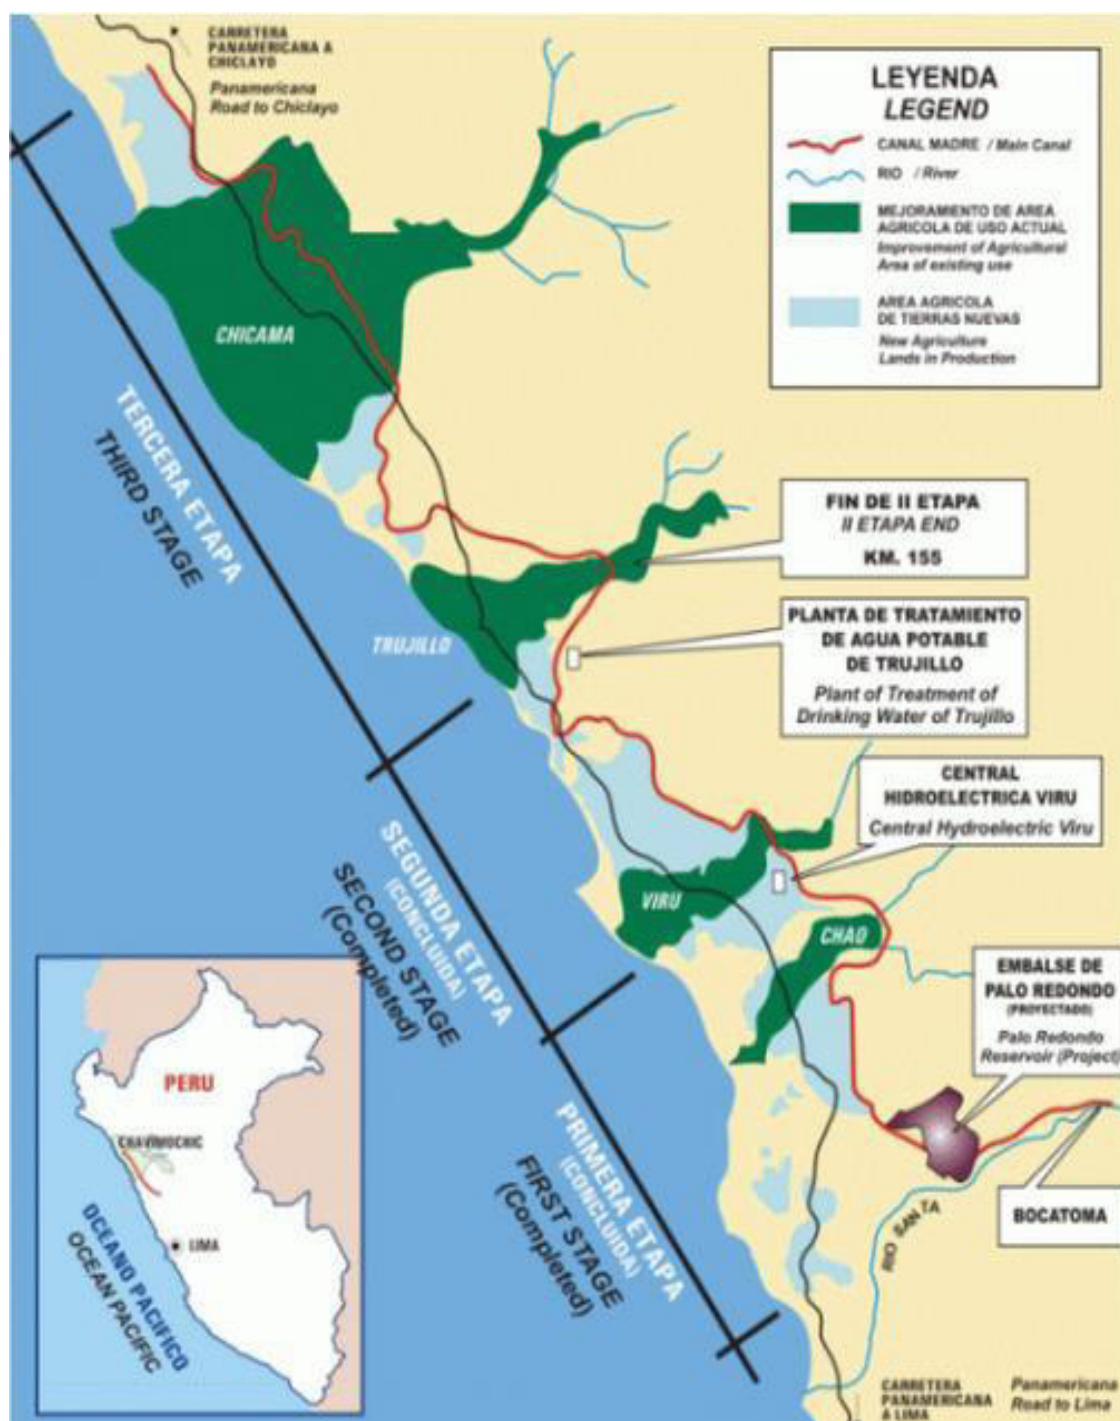 CARRETERA
PANAMERICANA A
CHICLAYO
Panamericana
Road to Chiclayo
LEYENDA
LEGEND
CANAL MADRE / Main Canal
RIO / River
MEJORAMIENTO DE AREA
AGRICOLA DE USO ACTUAL
Improvement of Agricultural
Area of existing use
AREA AGRICOLA
DE TIERRAS NUEVAS
New Agriculture
Lands in Production
CHICAMA
TERCERA ETAPA
THIRD STAGE
FIN DE II ETAPA
II ETAPA END
KM. 155
PLANTA DE TRATAMIENTO
DE AGUA POTABLE
DE TRUJILLO
Plant of Treatment of
Drinking Water of Trujillo
TRUJILLO
CENTRAL
HIDROELECTRICA VIRU
Central Hydroelectric Viru
SEGUNDA ETAPA
(CONCLUIDA)
SECOND STAGE
(Completed)
VIRU
CHAO
EMBALSE DE
PALO REDONDO
(PROYECTADO)
Palo Redondo
Reservoir (Project)
PRIMERA ETAPA
(CONCLUIDA)
FIRST STAGE
(Completed)
BOCATOMA
RIO SANTA
PERU
CHAVIMOCHIC
LIMA
OCEANO PACIFICO
OCEAN PACIFIC
CARRETERA
PANAMERICANA
A LIMA
Panamericana
Road to Lima